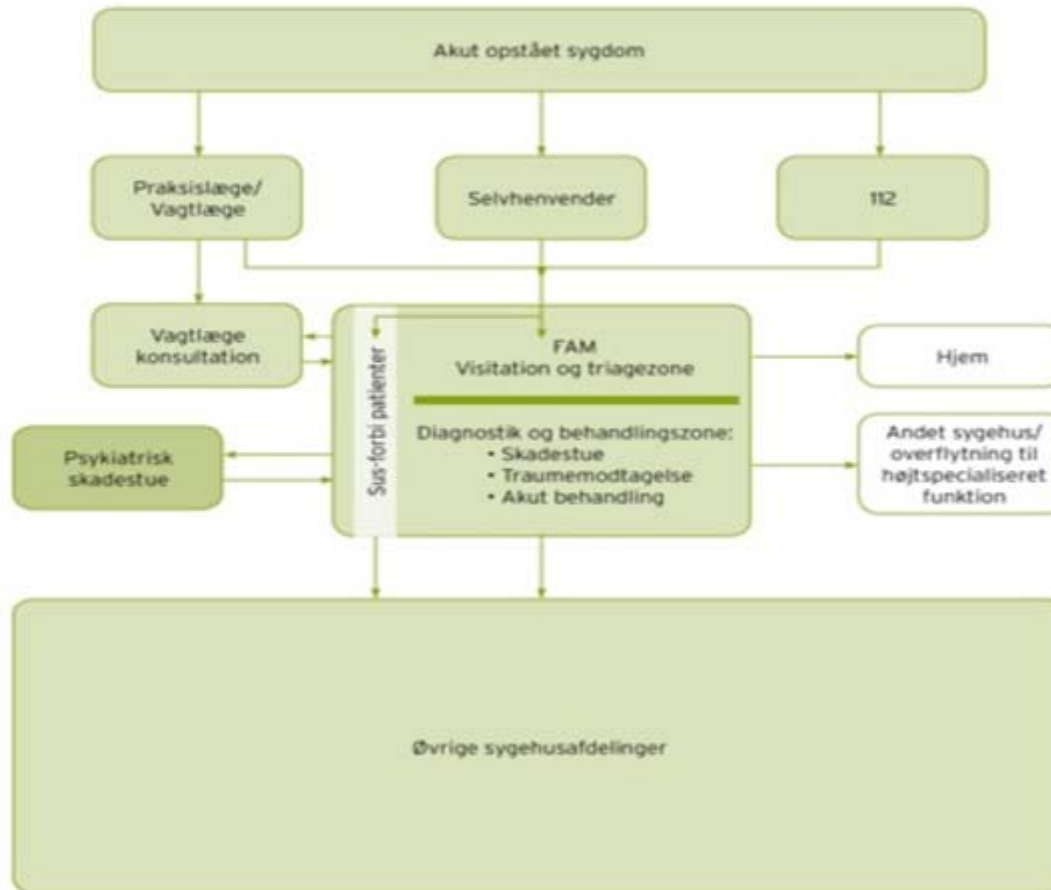 Akut opstået sygdom
Praksislæge/
Vagtlæge
Selvhenvender
112
Vagtlæge
konsultation
Sus-forbi patienter
FAM
Visitation og triagezone
Hjem
Psykiatrisk
skadestue
Diagnostik og behandlingszone:
• Skadestue
• Traumemodtagelse
• Akut behandling
Andet sygehus/
overflytning til
højtspecialiseret
funktion
Øvrige sygehusafdelinger